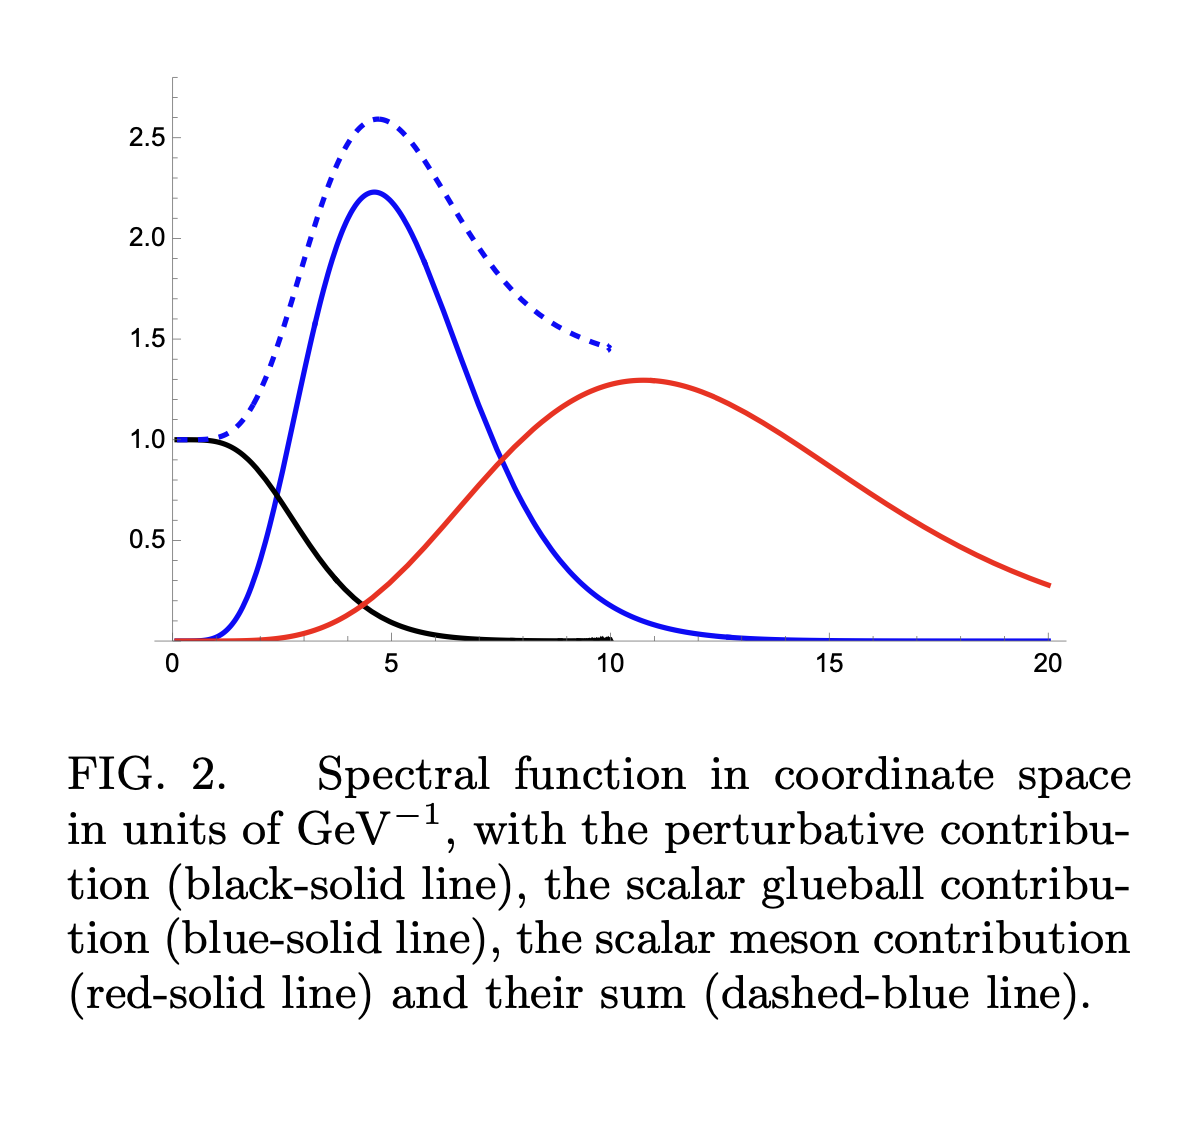 2.5
2.0
1.5
1.0
0.5
0 5 10 15 20
FIG. 2. Spectral function in coordinate space
in units of GeV⁻¹, with the perturbative contribu-
tion (black-solid line), the scalar glueball contribu-
tion (blue-solid line), the scalar meson contribution
(red-solid line) and their sum (dashed-blue line).